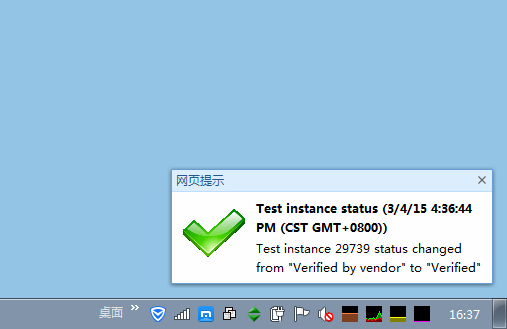 网页提示
Test instance status (3/4/15 4:36:44
PM (CST GMT+0800))
Test instance 29739 status changed
from "Verified by vendor" to "Verified"
桌面
16:37